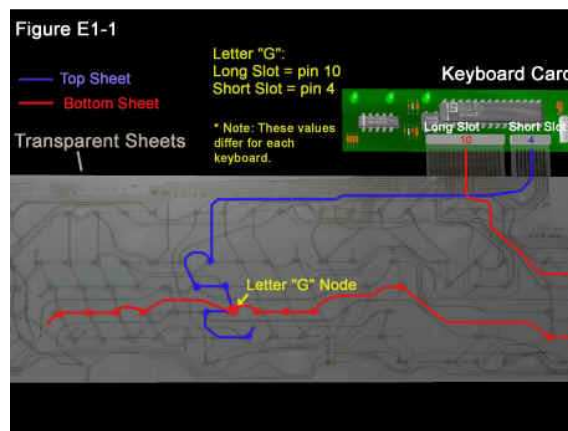 Figure E1-1
Top Sheet
Bottom Sheet
Transparent Sheets
Letter "G":
Long Slot = pin 10
Short Slot = pin 4
* Note: These values
differ for each
keyboard.
Keyboard Card
Long Slot
Short Slot
10
4
Letter "G" Node